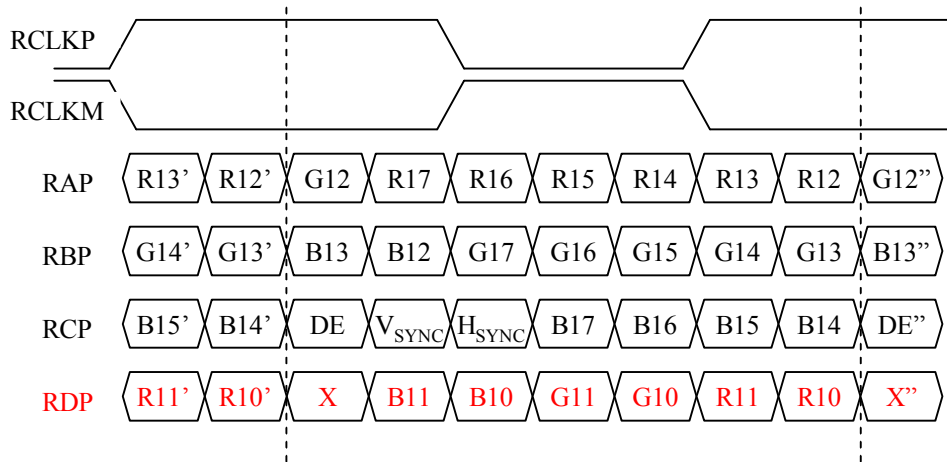 RCLKP
RCLKM
RAP R13’ R12’ G12 R17 R16 R15 R14 R13 R12 G12”
RBP G14’ G13’ B13 B12 G17 G16 G15 G14 G13 B13”
RCP B15’ B14’ DE VSYNC HSYNC B17 B16 B15 B14 DE”
RDP R11’ R10’ X B11 B10 G11 G10 R11 R10 X”